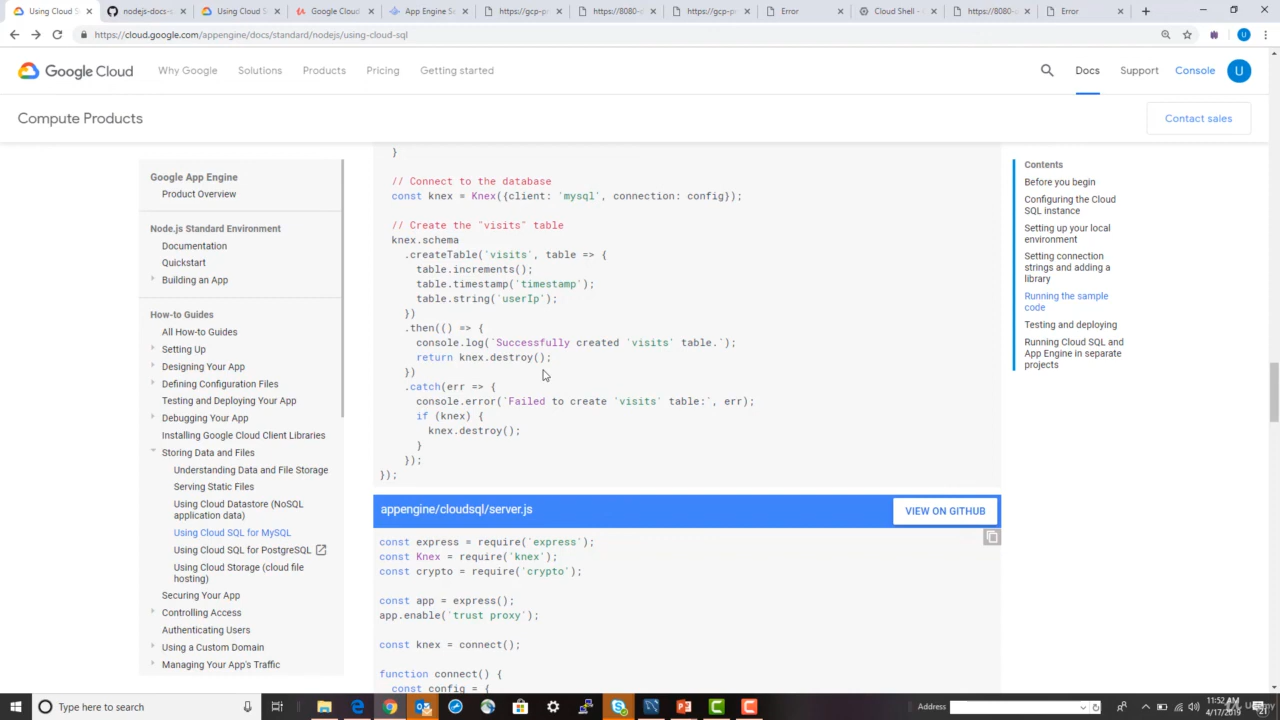 Using Cloud S
nodejs-docs-s
Using Cloud S
Google Cloud
App Engine S
https://gcp-p
https://8080-
https://gcp-p
Error
Cloud Shell -
https://8080-
Error
https://cloud.google.com/appengine/docs/standard/nodejs/using-cloud-sql
U
Google Cloud
Why Google
Solutions
Products
Pricing
Getting started
Docs
Support
Console
U
Compute Products
Contact sales
Google App Engine
Product Overview
Node.js Standard Environment
Documentation
Quickstart
Building an App
How-to Guides
All How-to Guides
Setting Up
Designing Your App
Defining Configuration Files
Testing and Deploying Your App
Debugging Your App
Installing Google Cloud Client Libraries
Storing Data and Files
Understanding Data and File Storage
Serving Static Files
Using Cloud Datastore (NoSQL
application data)
Using Cloud SQL for MySQL
Using Cloud SQL for PostgreSQL
Using Cloud Storage (cloud file
hosting)
Securing Your App
Controlling Access
Authenticating Users
Using a Custom Domain
Managing Your App's Traffic
}
// Connect to the database
const knex = Knex({client: 'mysql', connection: config});
// Create the "visits" table
knex.schema
.createTable('visits', table => {
table.increments();
table.timestamp('timestamp');
table.string('userIp');
})
.then(() => {
console.log(`Successfully created 'visits' table.`);
return knex.destroy();
})
.catch(err => {
console.error(`Failed to create 'visits' table:`, err);
if (knex) {
knex.destroy();
}
});
});
appengine/cloudsql/server.js
VIEW ON GITHUB
const express = require('express');
const Knex = require('knex');
const crypto = require('crypto');
const app = express();
app.enable('trust proxy');
const knex = connect();
function connect() {
const config = {
Contents
Before you begin
Configuring the Cloud
SQL instance
Setting up your local
environment
Setting connection
strings and adding a
library
Running the sample
code
Testing and deploying
Running Cloud SQL and
App Engine in separate
projects
Type here to search
Address
11:52 AM
4/17/2019